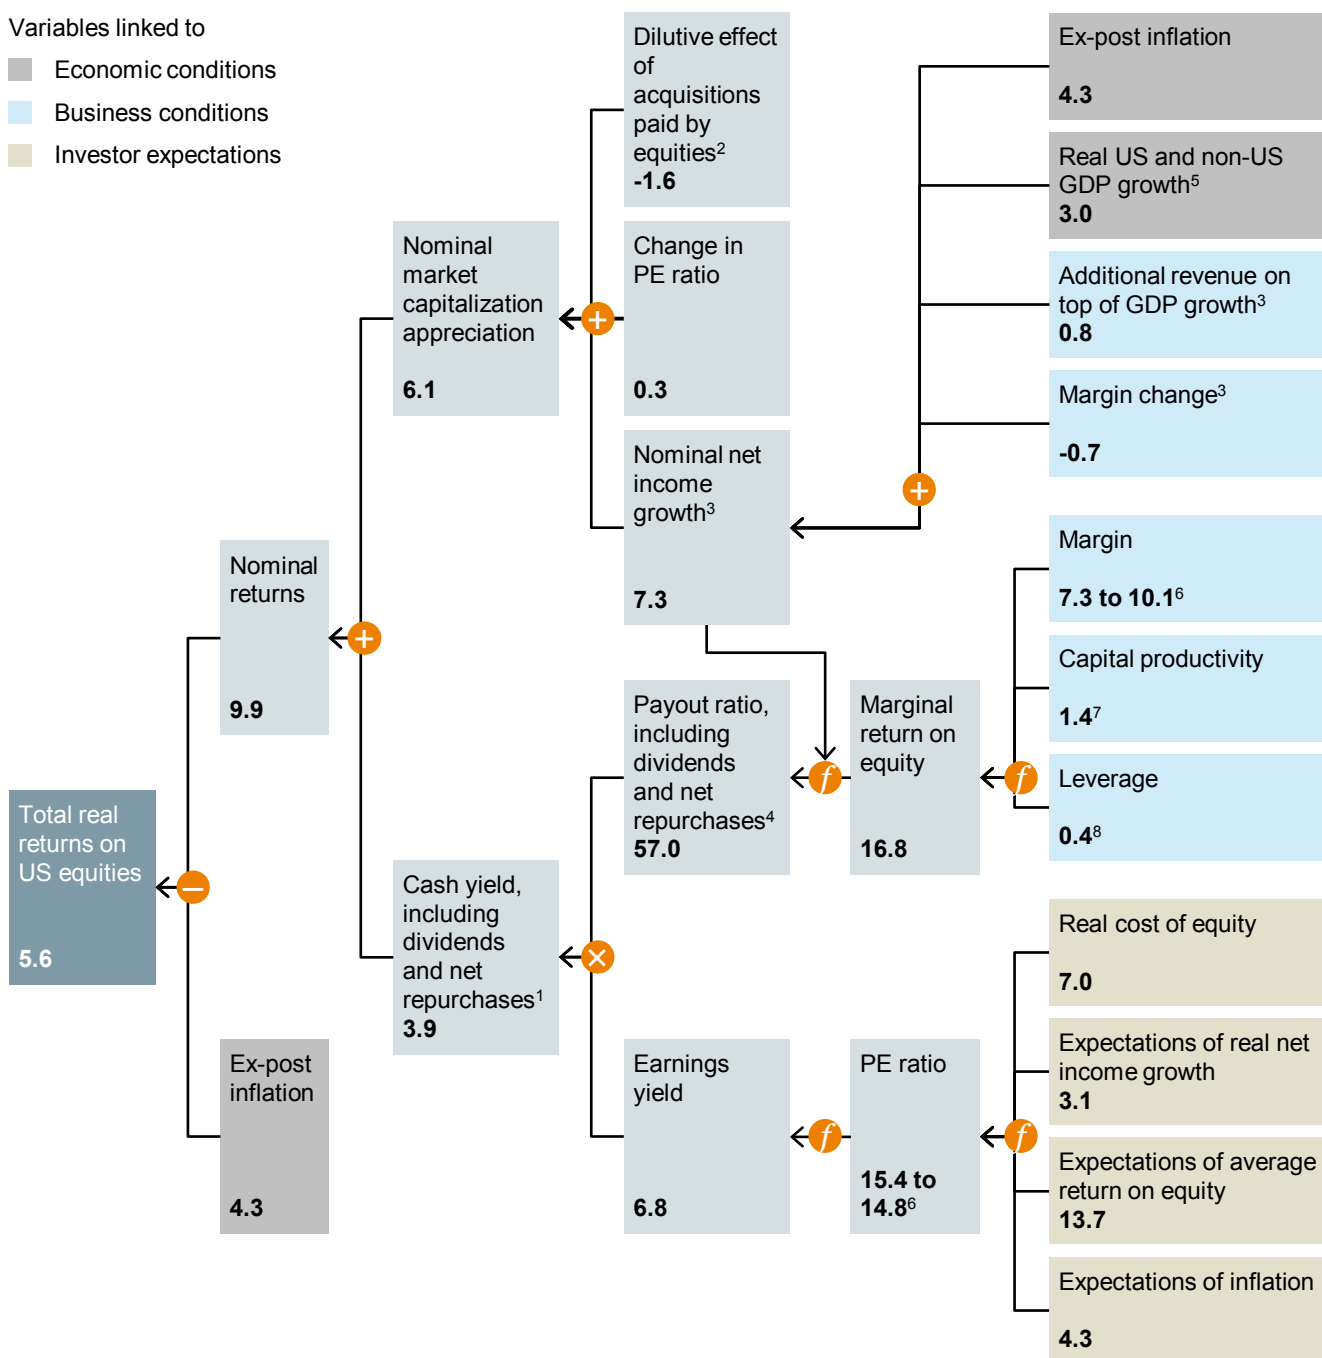 Variables linked to
Economic conditions
Business conditions
Investor expectations
Total real
returns on
US equities
5.6
−
Nominal
returns
9.9
Ex-post
inflation
4.3
+
Nominal
market
capitalization
appreciation
6.1
Cash yield,
including
dividends
and net
repurchases1
3.9
+
×
Dilutive effect
of
acquisitions
paid by
equities2
-1.6
Change in
PE ratio
0.3
Nominal net
income
growth3
7.3
Payout ratio,
including
dividends
and net
repurchases4
57.0
Earnings
yield
6.8
f
f
Marginal
return on
equity
16.8
PE ratio
15.4 to
14.8⁶
+
f
f
Ex-post inflation
4.3
Real US and non-US
GDP growth5
3.0
Additional revenue on
top of GDP growth3
0.8
Margin change3
-0.7
Margin
7.3 to 10.1⁶
Capital productivity
1.4⁷
Leverage
0.4⁸
Real cost of equity
7.0
Expectations of real net
income growth
3.1
Expectations of average
return on equity
13.7
Expectations of inflation
4.3